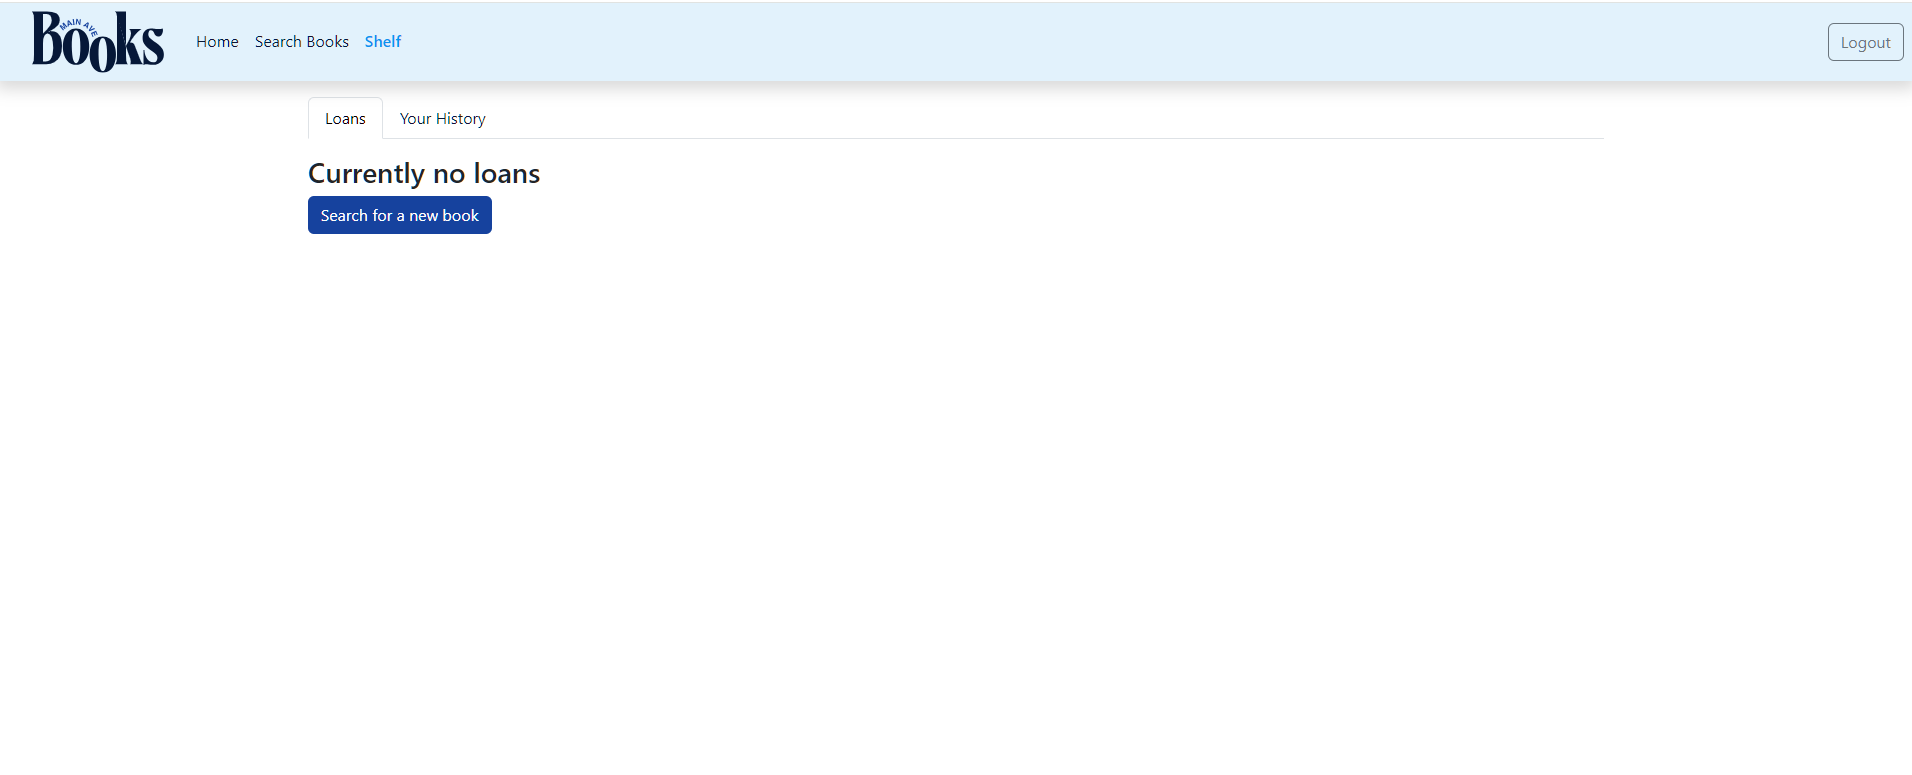 Books
MAIN AVE
Home Search Books Shelf Logout
Loans Your History
Currently no loans
Search for a new book